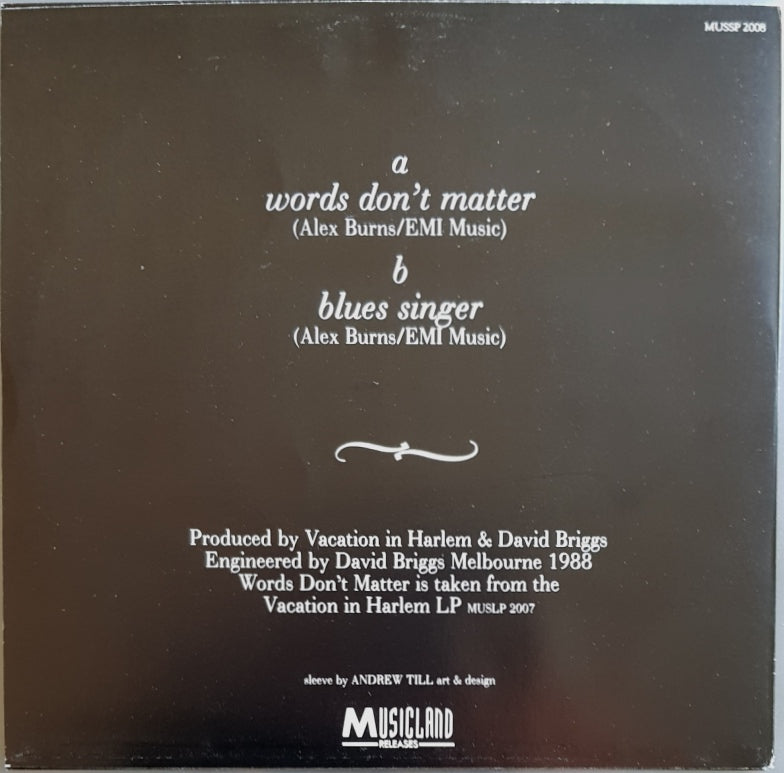 MUSSP 2008
a
words don't matter
(Alex Burns/EMI Music)
b
blues singer
(Alex Burns/EMI Music)
Produced by Vacation in Harlem & David Briggs
Engineered by David Briggs Melbourne 1988
Words Don't Matter is taken from the
Vacation in Harlem LP MUSLP 2007
sleeve by ANDREW TILL art & design
MUSICLAND
RELEASES